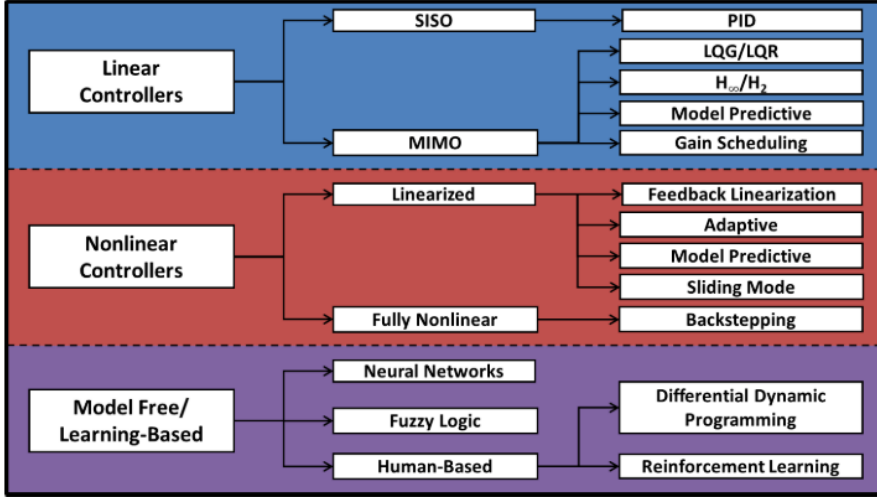 SISO
PID
LQG/LQR
Linear
Controllers
H∞/H2
Model Predictive
MIMO
Gain Scheduling
Linearized
Feedback Linearization
Adaptive
Nonlinear
Controllers
Model Predictive
Sliding Mode
Fully Nonlinear
Backstepping
Neural Networks
Model Free/
Learning-Based
Fuzzy Logic
Differential Dynamic
Programming
Human-Based
Reinforcement Learning